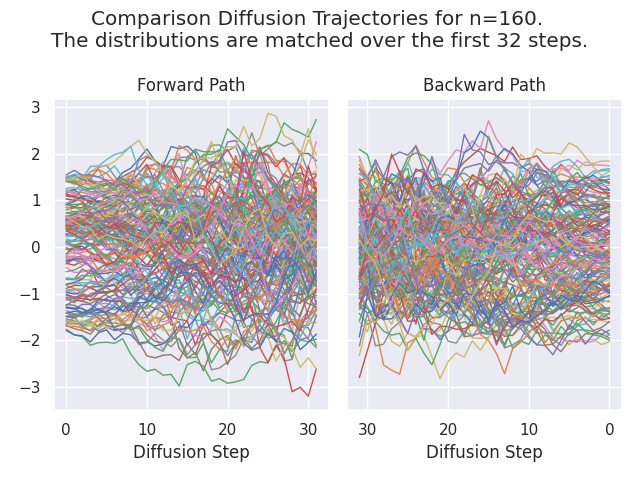 Comparison Diffusion Trajectories for n=160.
The distributions are matched over the first 32 steps.
Forward Path
Backward Path
3
2
1
0
−1
−2
−3
0 10 20 30
30 20 10 0
Diffusion Step
Diffusion Step